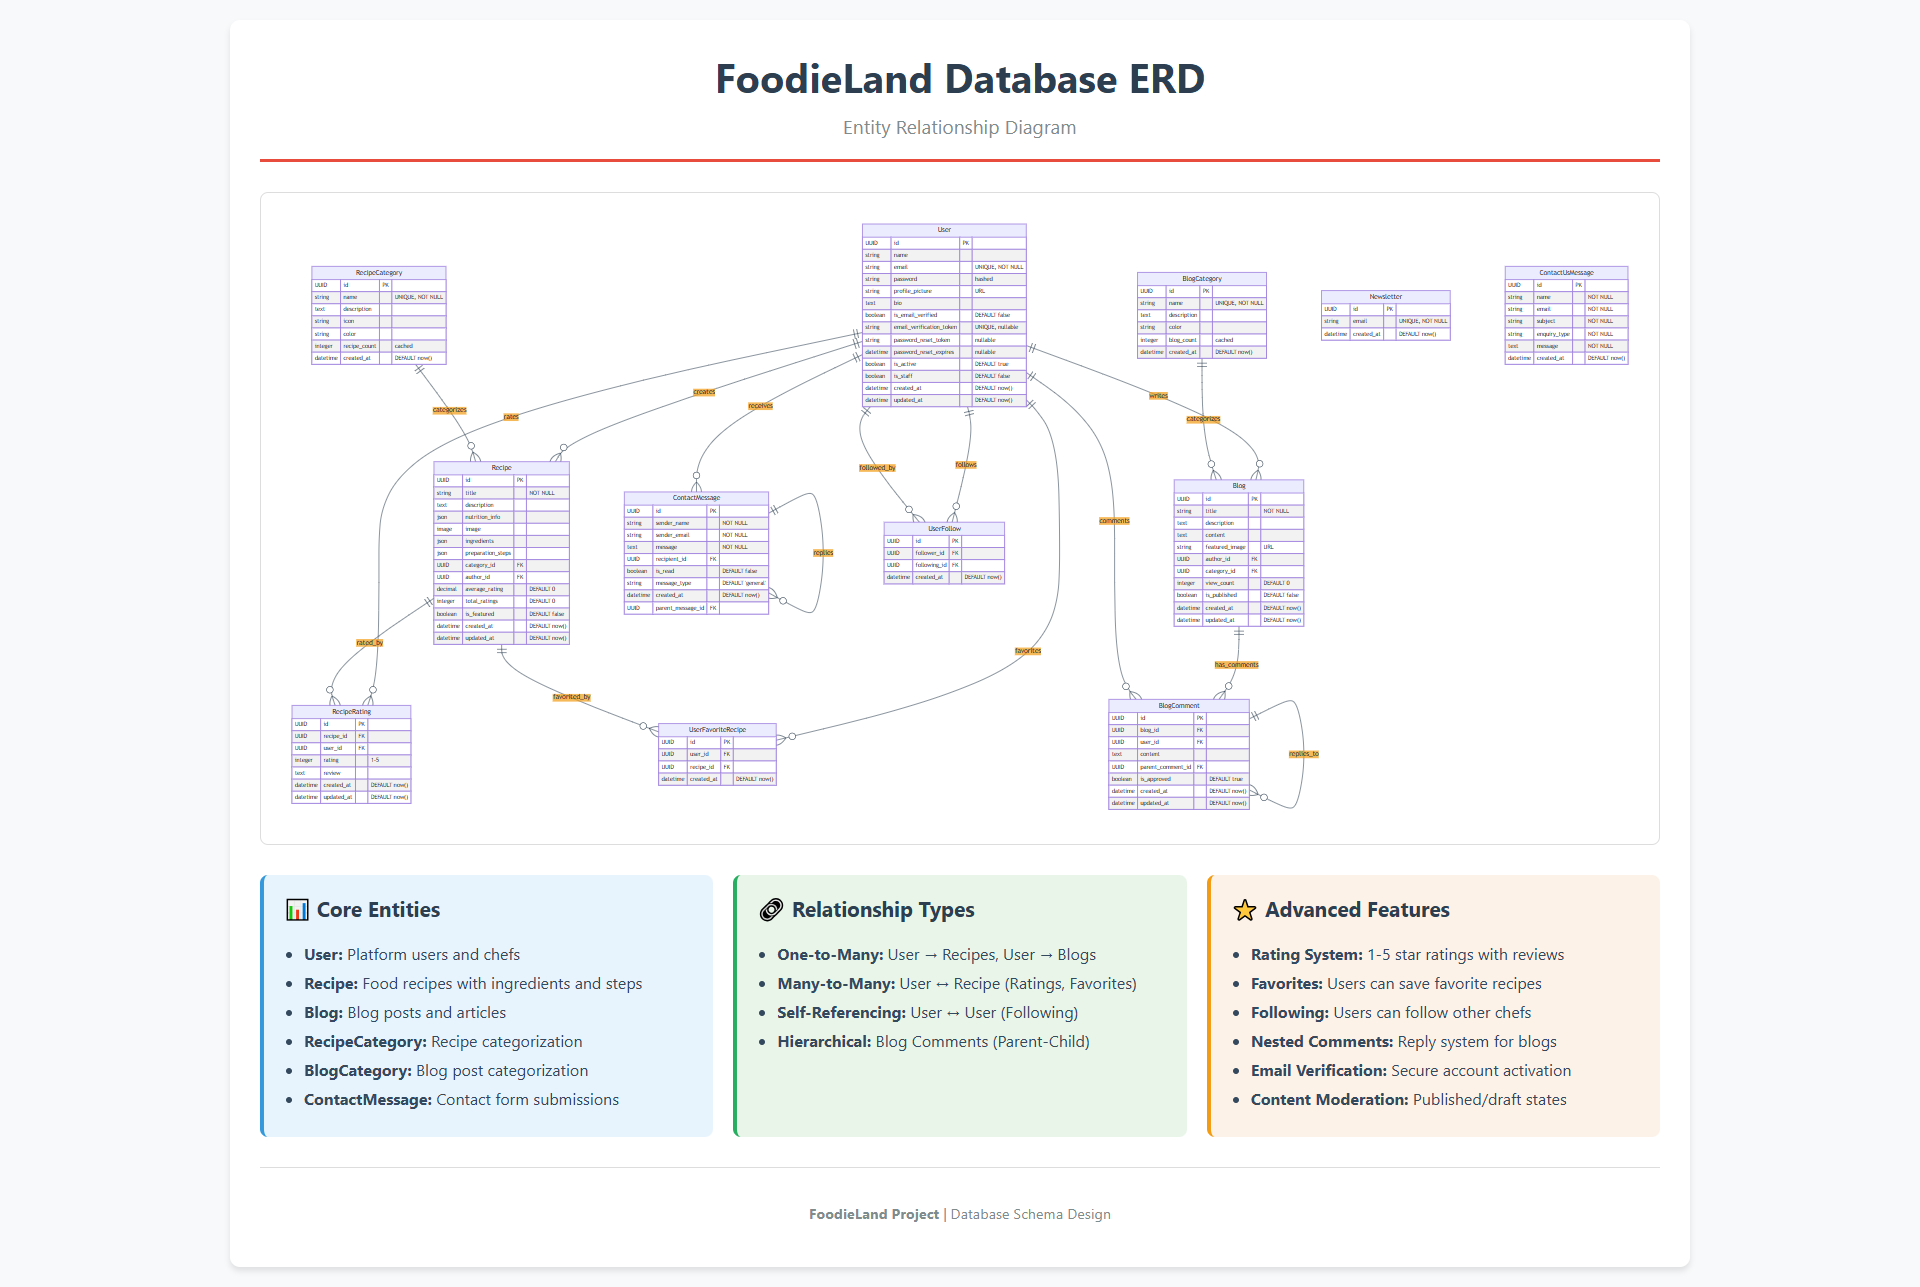 FoodieLand Database ERD
Entity Relationship Diagram
User
UUID id PK
string name
string email UNIQUE, NOT NULL
string password hashed
string profile_picture URL
text bio
boolean is_email_verified DEFAULT false
string email_verification_token UNIQUE, nullable
string password_reset_token nullable
datetime password_reset_expires nullable
boolean is_active DEFAULT true
boolean is_staff DEFAULT false
datetime created_at DEFAULT now()
datetime updated_at DEFAULT now()
RecipeCategory
UUID id PK
string name UNIQUE, NOT NULL
text description
string icon
string color
integer recipe_count cached
datetime created_at DEFAULT now()
BlogCategory
UUID id PK
string name UNIQUE, NOT NULL
text description
string color
integer blog_count cached
datetime created_at DEFAULT now()
Newsletter
UUID id PK
string email UNIQUE, NOT NULL
datetime created_at DEFAULT now()
ContactUsMessage
UUID id PK
string name NOT NULL
string email NOT NULL
string subject NOT NULL
string enquiry_type NOT NULL
text message NOT NULL
datetime created_at DEFAULT now()
categorizes
rates
creates
receives
writes
categorizes
followed_by
follows
Recipe
UUID id PK
string title NOT NULL
text description
json nutrition_info
image image
json ingredients
json preparation_steps
UUID category_id FK
UUID author_id FK
decimal average_rating DEFAULT 0
integer total_ratings DEFAULT 0
boolean is_featured DEFAULT false
datetime created_at DEFAULT now()
datetime updated_at DEFAULT now()
ContactMessage
UUID id PK
string sender_name NOT NULL
string sender_email NOT NULL
text message NOT NULL
UUID recipient_id FK
boolean is_read DEFAULT false
string message_type DEFAULT general
datetime created_at DEFAULT now()
UUID parent_message_id FK
replies
UserFollow
UUID id PK
UUID follower_id FK
UUID following_id FK
datetime created_at DEFAULT now()
comments
Blog
UUID id PK
string title NOT NULL
text description
text content
string featured_image URL
UUID author_id FK
UUID category_id FK
integer view_count DEFAULT 0
boolean is_published DEFAULT false
datetime created_at DEFAULT now()
datetime updated_at DEFAULT now()
rated_by
favorites
has_comments
favorited_by
RecipeRating
UUID id PK
UUID recipe_id FK
UUID user_id FK
integer rating 1-5
text review
datetime created_at DEFAULT now()
datetime updated_at DEFAULT now()
UserFavoriteRecipe
UUID id PK
UUID user_id FK
UUID recipe_id FK
datetime created_at DEFAULT now()
BlogComment
UUID id PK
UUID blog_id FK
UUID user_id FK
text content
UUID parent_comment_id FK
boolean is_approved DEFAULT true
datetime created_at DEFAULT now()
datetime updated_at DEFAULT now()
replies_to
📊 Core Entities
• User: Platform users and chefs
• Recipe: Food recipes with ingredients and steps
• Blog: Blog posts and articles
• RecipeCategory: Recipe categorization
• BlogCategory: Blog post categorization
• ContactMessage: Contact form submissions
🔗 Relationship Types
• One-to-Many: User → Recipes, User → Blogs
• Many-to-Many: User ↔ Recipe (Ratings, Favorites)
• Self-Referencing: User ↔ User (Following)
• Hierarchical: Blog Comments (Parent-Child)
⭐ Advanced Features
• Rating System: 1-5 star ratings with reviews
• Favorites: Users can save favorite recipes
• Following: Users can follow other chefs
• Nested Comments: Reply system for blogs
• Email Verification: Secure account activation
• Content Moderation: Published/draft states
FoodieLand Project | Database Schema Design